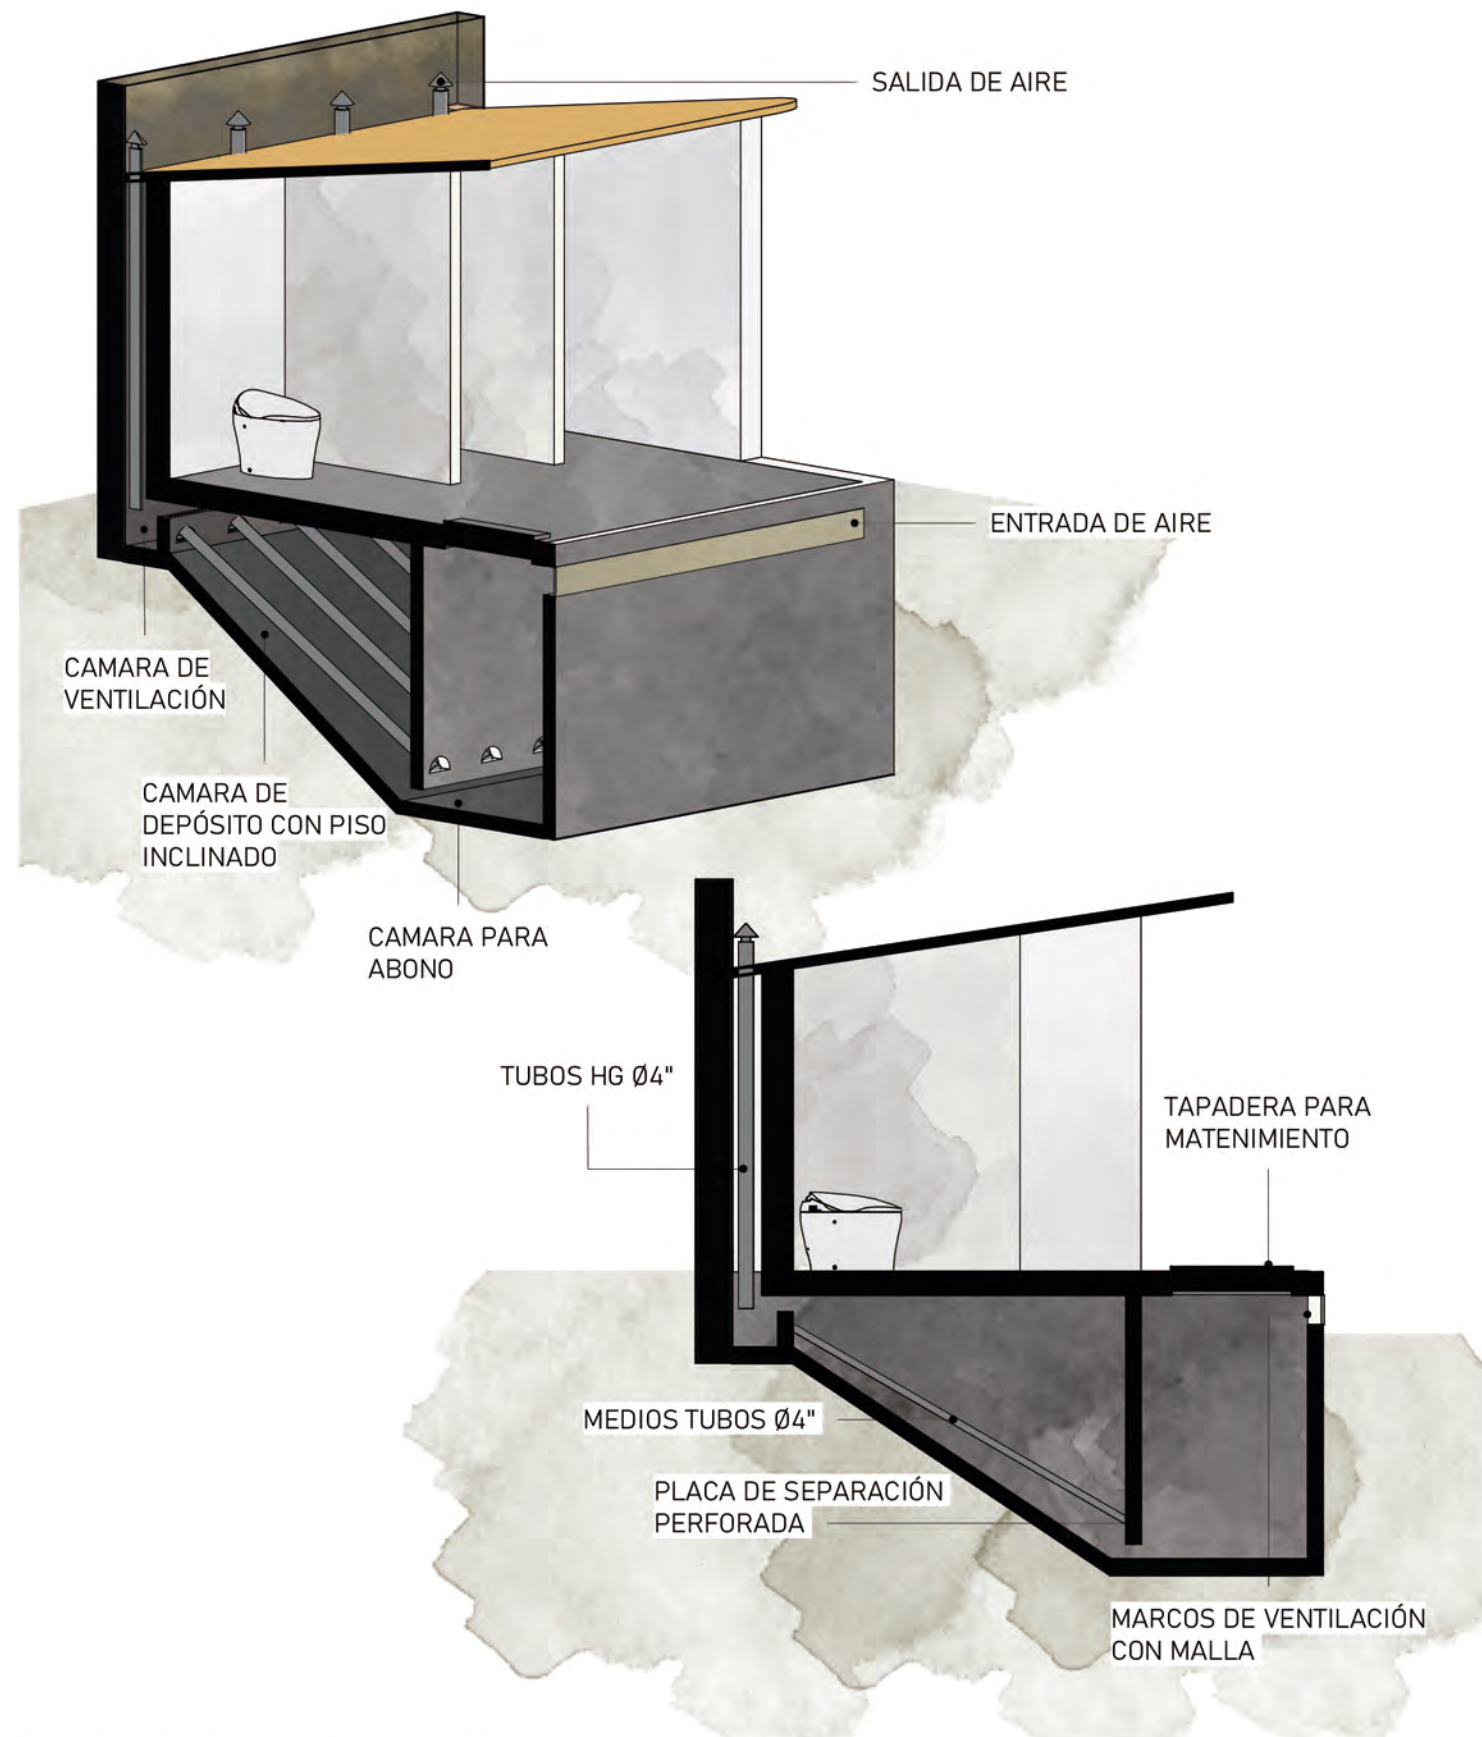 SALIDA DE AIRE
ENTRADA DE AIRE
CAMARA DE
VENTILACIÓN
CAMARA DE
DEPÓSITO CON PISO
INCLINADO
CAMARA PARA
ABONO
TUBOS HG Ø4"
TAPADERA PARA
MATENIMIENTO
MEDIOS TUBOS Ø4"
PLACA DE SEPARACIÓN
PERFORADA
MARCOS DE VENTILACIÓN
CON MALLA